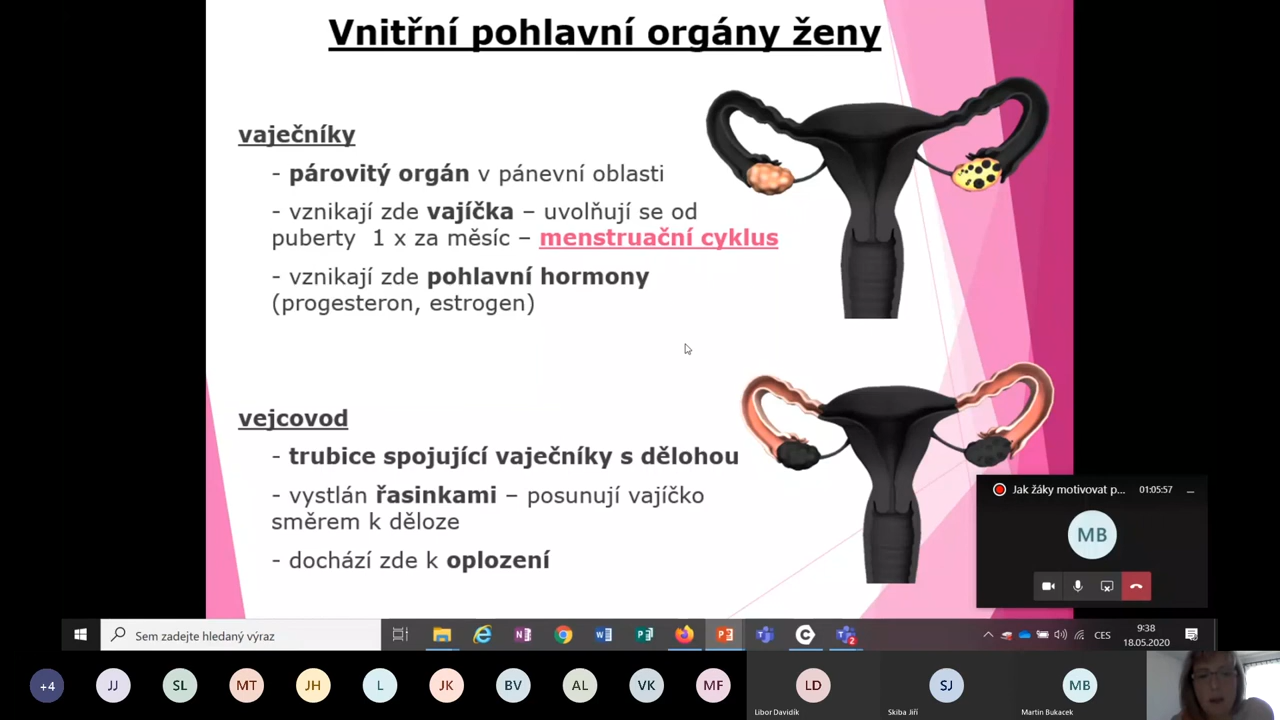 Vnitřní pohlavní orgány ženy
vaječníky
- párovitý orgán v pánevní oblasti
- vznikají zde vajíčka – uvolňují se od
puberty 1 x za měsíc – menstruační cyklus
- vznikají zde pohlavní hormony
(progesteron, estrogen)
vejcovod
- trubice spojující vaječníky s dělohou
- vystlán řasinkami – posunují vajíčko
směrem k děloze
- dochází zde k oplození
Jak žáky motivovat p... 01:05:57
MB
Sem zadejte hledaný výraz
CES
9:38
18.05.2020
+4 JJ SL MT JH L JK BV AL VK MF LD SJ MB
Libor Davidík Skiba Jiří Martin Bukacek